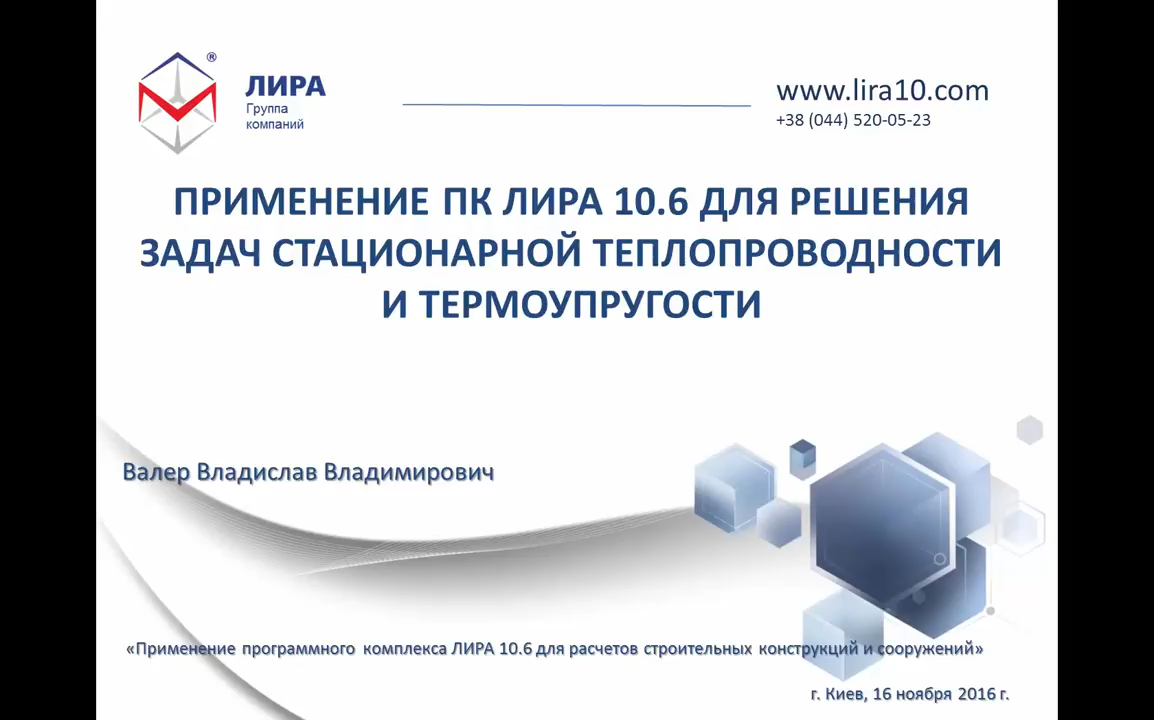 ®
ЛИРА
Группа
компаний
www.lira10.com
+38 (044) 520-05-23
ПРИМЕНЕНИЕ ПК ЛИРА 10.6 ДЛЯ РЕШЕНИЯ
ЗАДАЧ СТАЦИОНАРНОЙ ТЕПЛОПРОВОДНОСТИ
И ТЕРМОУПРУГОСТИ
Валер Владислав Владимирович
«Применение программного комплекса ЛИРА 10.6 для расчетов строительных конструкций и сооружений»
г. Киев, 16 ноября 2016 г.